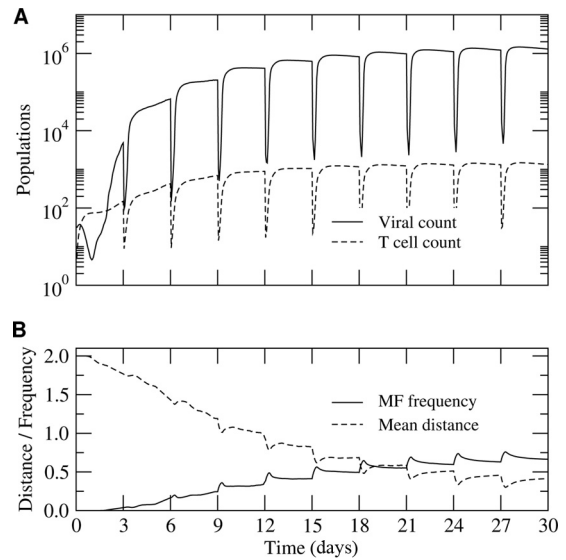 A
10^6
10^4
10^2
10^0
Populations
Viral count
T cell count
B
2.0
1.5
1.0
0.5
0.0
Distance / Frequency
MF frequency
Mean distance
0 3 6 9 12 15 18 21 24 27 30
Time (days)